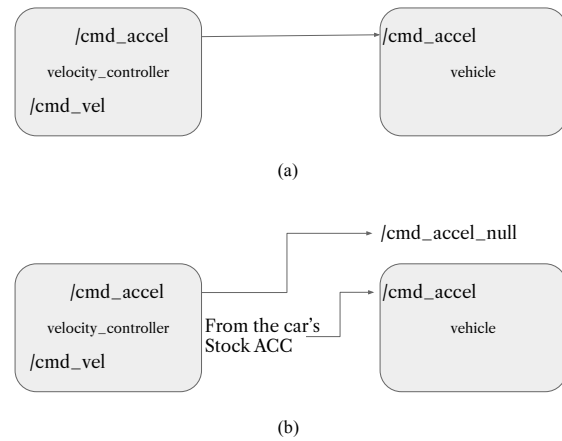 /cmd_accel
/cmd_accel
velocity_controller
vehicle
/cmd_vel
(a)
/cmd_accel_null
/cmd_accel
/cmd_accel
velocity_controller
From the car's
Stock ACC
vehicle
/cmd_vel
(b)